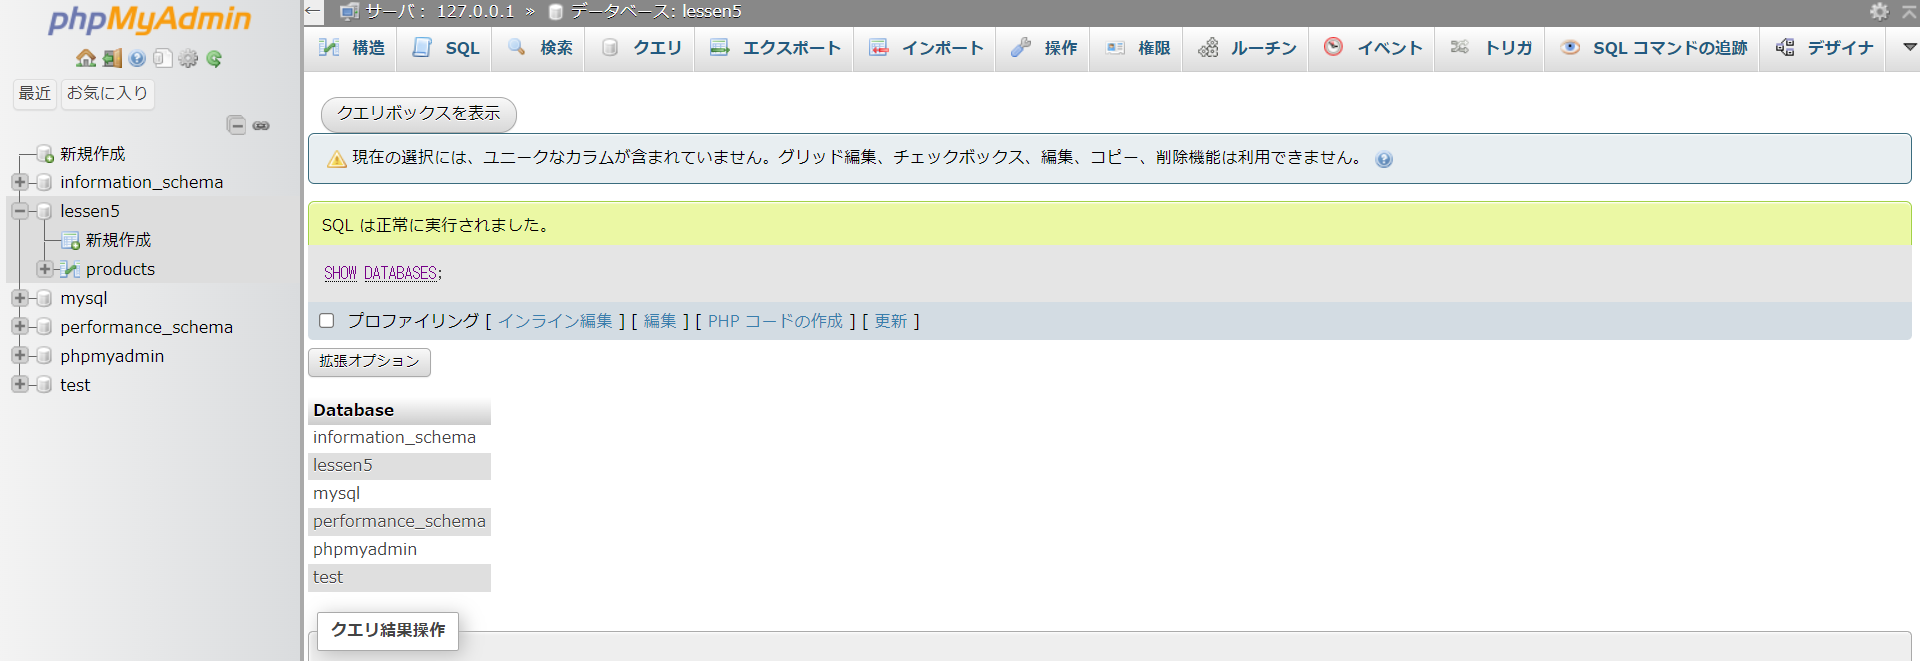 phpMyAdmin
最近 お気に入り
新規作成
information_schema
lessen5
新規作成
products
mysql
performance_schema
phpmyadmin
test
サーバ: 127.0.0.1 » データベース: lessen5
構造 SQL 検索 クエリ エクスポート インポート 操作 権限 ルーチン イベント トリガ SQL コマンドの追跡 デザイナ
クエリボックスを表示
現在の選択には、ユニークなカラムが含まれていません。グリッド編集、チェックボックス、編集、コピー、削除機能は利用できません。
SQL は正常に実行されました。
SHOW DATABASES;
プロファイリング [ インライン編集 ] [ 編集 ] [ PHP コードの作成 ] [ 更新 ]
拡張オプション
Database
information_schema
lessen5
mysql
performance_schema
phpmyadmin
test
クエリ結果操作